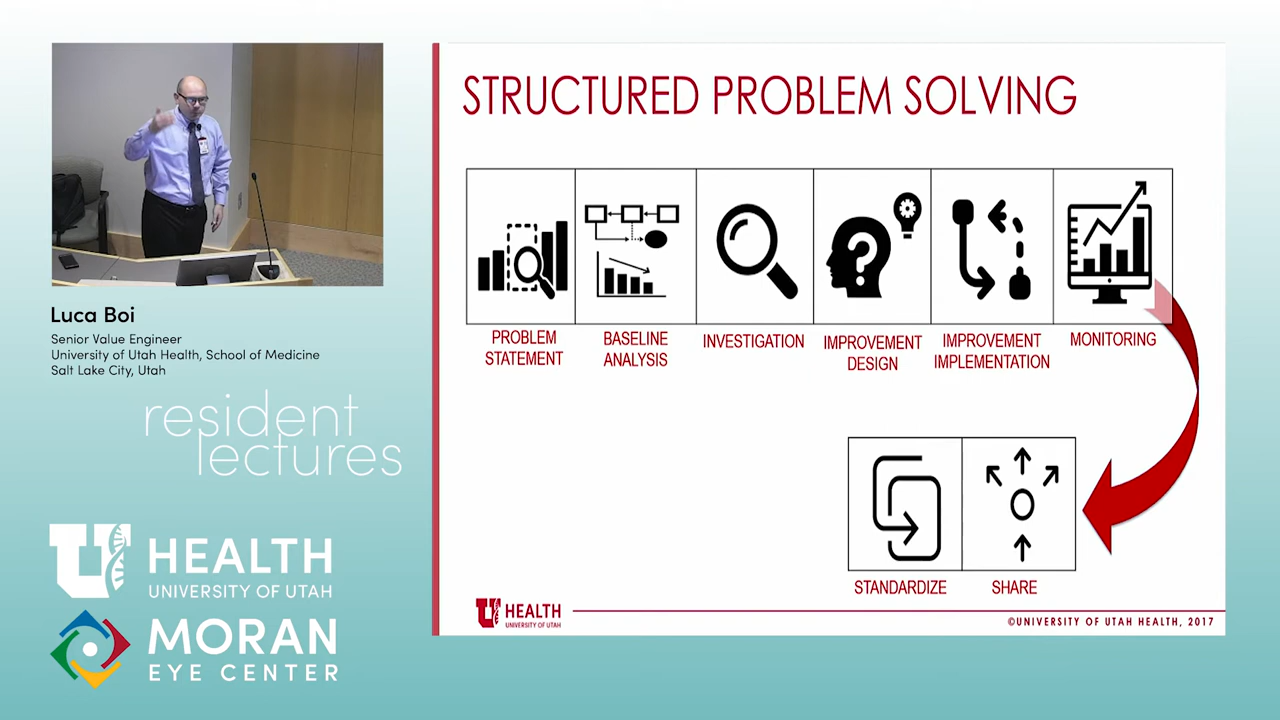 Luca Boi
Senior Value Engineer
University of Utah Health, School of Medicine
Salt Lake City, Utah
resident
lectures
U HEALTH
UNIVERSITY OF UTAH
MORAN
EYE CENTER
STRUCTURED PROBLEM SOLVING
PROBLEM
STATEMENT
BASELINE
ANALYSIS
INVESTIGATION
IMPROVEMENT
DESIGN
IMPROVEMENT
IMPLEMENTATION
MONITORING
STANDARDIZE
SHARE
U HEALTH
UNIVERSITY OF UTAH
©UNIVERSITY OF UTAH HEALTH, 2017